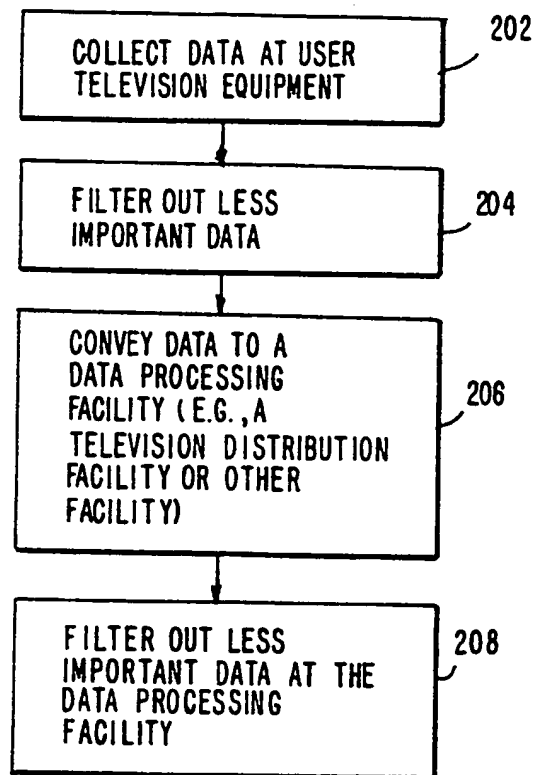 202
COLLECT DATA AT USER
TELEVISION EQUIPMENT
FILTER OUT LESS
IMPORTANT DATA
204
CONVEY DATA TO A
DATA PROCESSING
FACILITY (E.G., A
TELEVISION DISTRIBUTION
FACILITY OR OTHER
FACILITY)
206
FILTER OUT LESS
IMPORTANT DATA AT THE
DATA PROCESSING
FACILITY
208